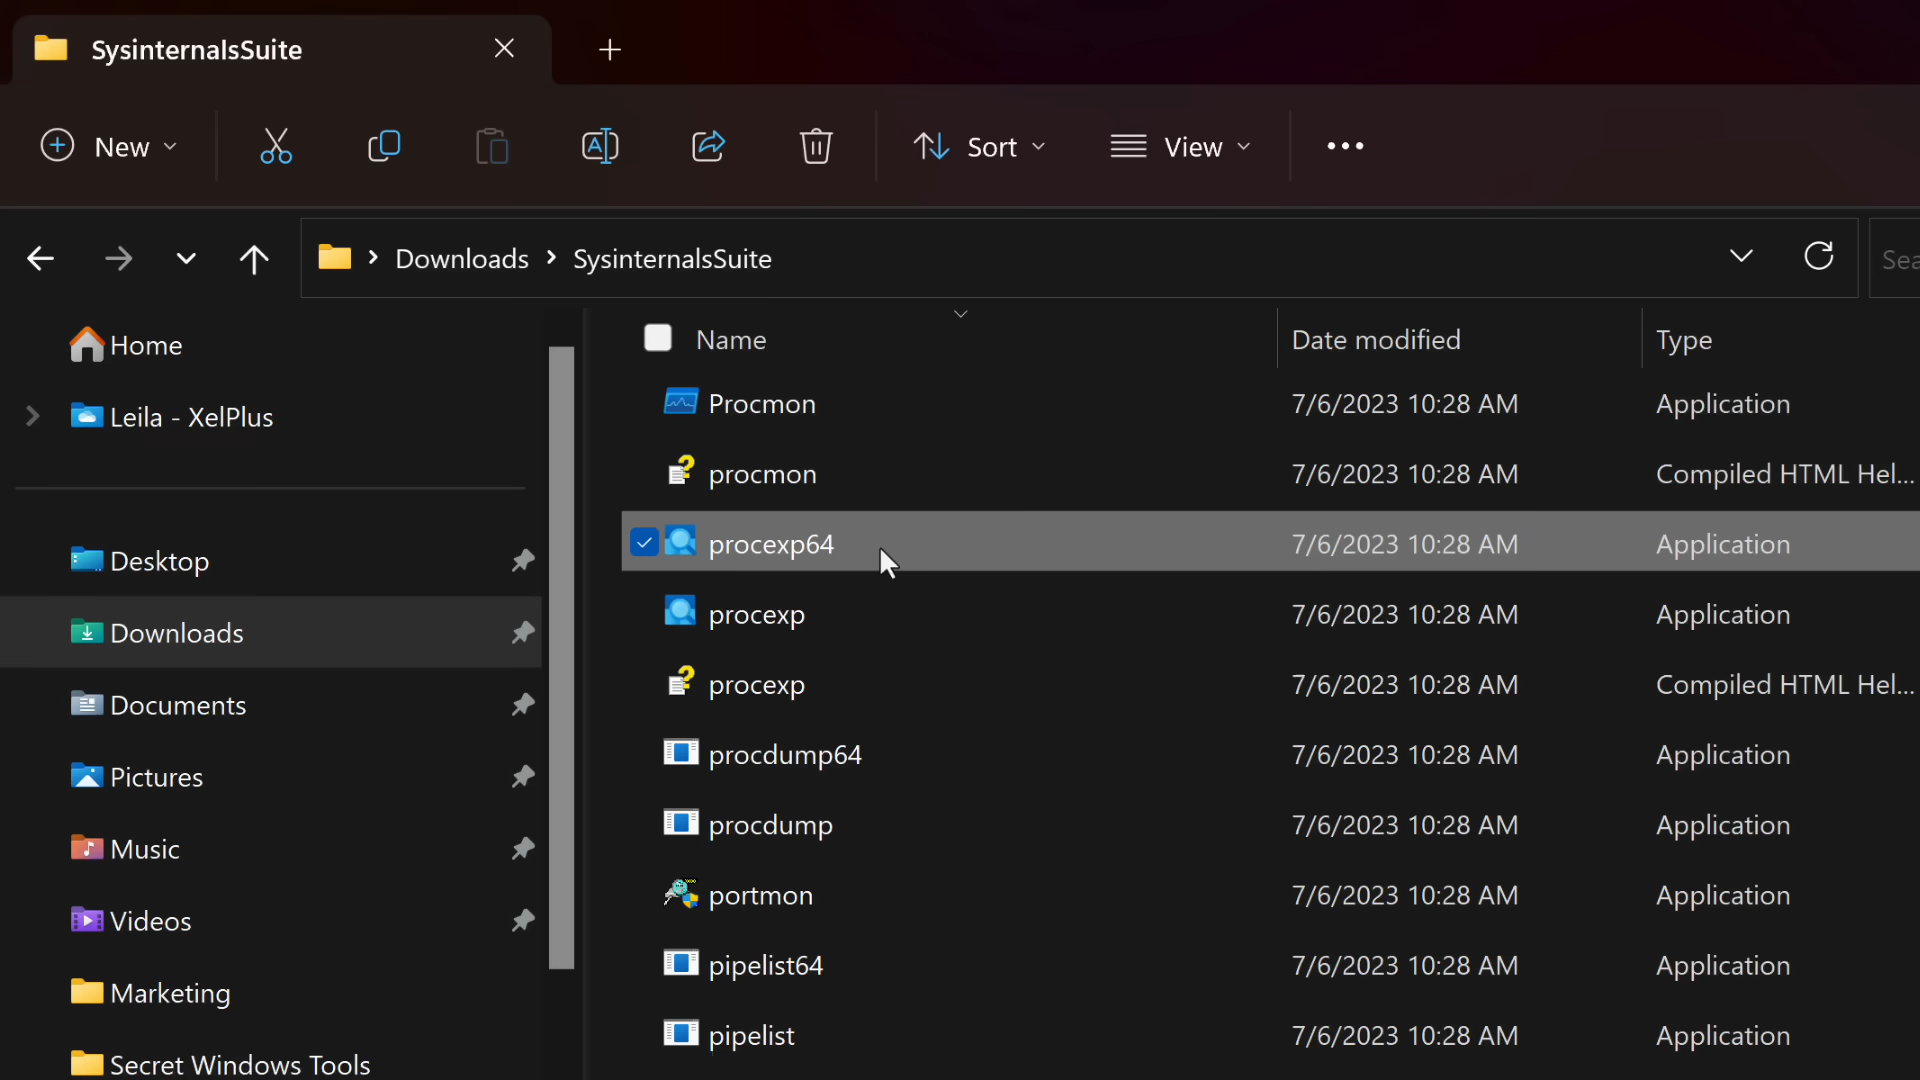 SysinternalsSuite
New
Sort
View
Downloads
SysinternalsSuite
Home
Leila - XelPlus
Desktop
Downloads
Documents
Pictures
Music
Videos
Marketing
Secret Windows Tools
Name Date modified Type
Procmon 7/6/2023 10:28 AM Application
procmon 7/6/2023 10:28 AM Compiled HTML Hel...
procexp64 7/6/2023 10:28 AM Application
procexp 7/6/2023 10:28 AM Application
procexp 7/6/2023 10:28 AM Compiled HTML Hel...
procdump64 7/6/2023 10:28 AM Application
procdump 7/6/2023 10:28 AM Application
portmon 7/6/2023 10:28 AM Application
pipelist64 7/6/2023 10:28 AM Application
pipelist 7/6/2023 10:28 AM Application